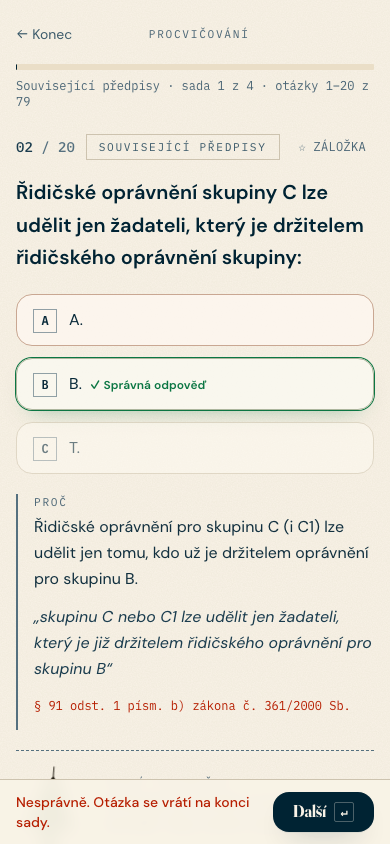 ← Konec
PROCVIČOVÁNÍ
Související předpisy · sada 1 z 4 · otázky 1–20 z
79
02 / 20
SOUVISEJÍCÍ PŘEDPISY
☆ ZÁLOŽKA
Řidičské oprávnění skupiny C lze
udělit jen žadateli, který je držitelem
řidičského oprávnění skupiny:
A A.
B B. ✓ Správná odpověď
C T.
PROČ
Řidičské oprávnění pro skupinu C (i C1) lze
udělit jen tomu, kdo už je držitelem oprávnění
pro skupinu B.
„skupinu C nebo C1 lze udělit jen žadateli,
který je již držitelem řidičského oprávnění pro
skupinu B“
§ 91 odst. 1 písm. b) zákona č. 361/2000 Sb.
Nesprávně. Otázka se vrátí na konci
sady.
Další ↵